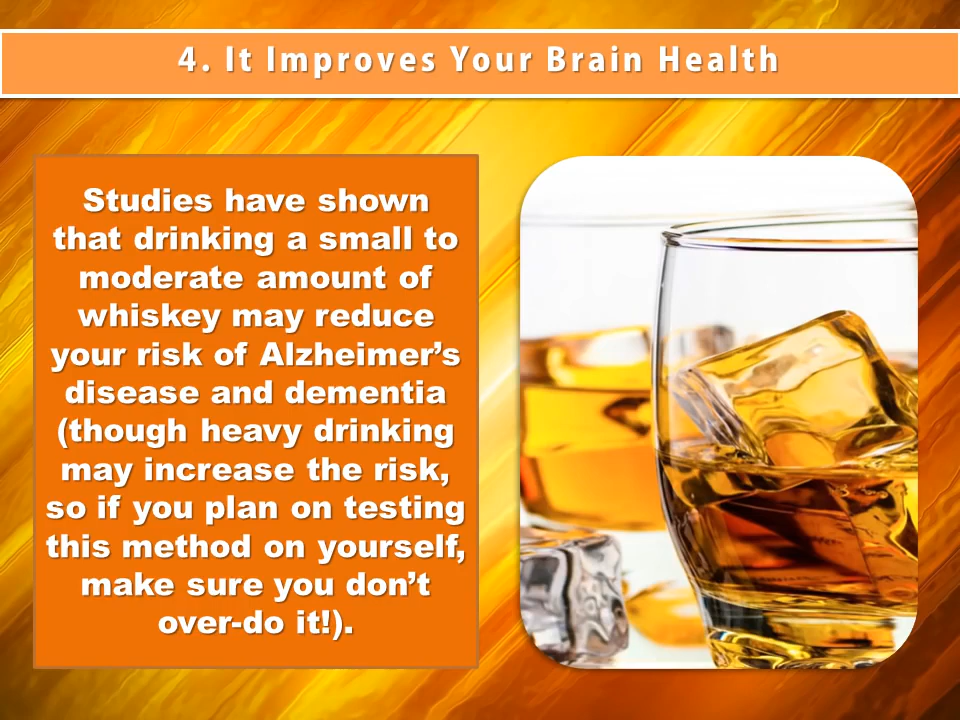 4. It Improves Your Brain Health
Studies have shown
that drinking a small to
moderate amount of
whiskey may reduce
your risk of Alzheimer’s
disease and dementia
(though heavy drinking
may increase the risk,
so if you plan on testing
this method on yourself,
make sure you don’t
over-do it!).